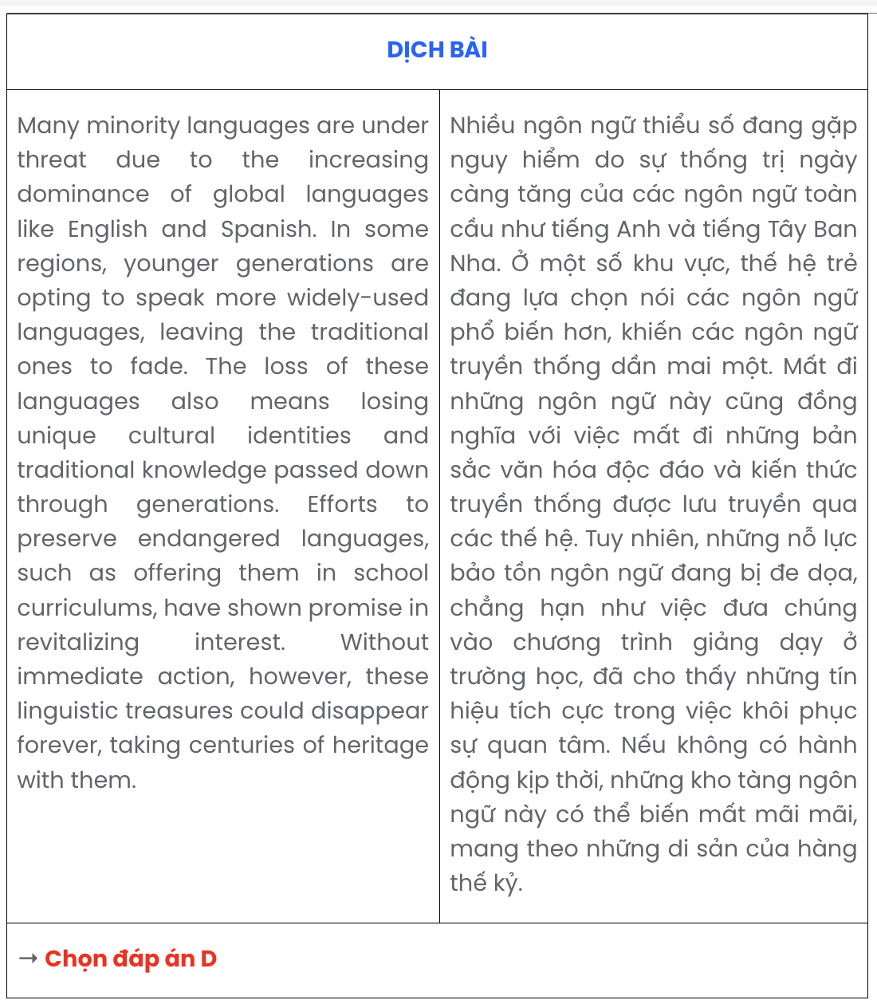 DỊCH BÀI
Many minority languages are under
threat due to the increasing
dominance of global languages
like English and Spanish. In some
regions, younger generations are
opting to speak more widely-used
languages, leaving the traditional
ones to fade. The loss of these
languages also means losing
unique cultural identities and
traditional knowledge passed down
through generations. Efforts to
preserve endangered languages,
such as offering them in school
curriculums, have shown promise in
revitalizing interest. Without
immediate action, however, these
linguistic treasures could disappear
forever, taking centuries of heritage
with them.
Nhiều ngôn ngữ thiểu số đang gặp
nguy hiểm do sự thống trị ngày
càng tăng của các ngôn ngữ toàn
cầu như tiếng Anh và tiếng Tây Ban
Nha. Ở một số khu vực, thế hệ trẻ
đang lựa chọn nói các ngôn ngữ
phổ biến hơn, khiến các ngôn ngữ
truyền thống dần mai một. Mất đi
những ngôn ngữ này cũng đồng
nghĩa với việc mất đi những bản
sắc văn hóa độc đáo và kiến thức
truyền thống được lưu truyền qua
các thế hệ. Tuy nhiên, những nỗ lực
bảo tồn ngôn ngữ đang bị đe dọa,
chẳng hạn như việc đưa chúng
vào chương trình giảng dạy ở
trường học, đã cho thấy những tín
hiệu tích cực trong việc khôi phục
sự quan tâm. Nếu không có hành
động kịp thời, những kho tàng ngôn
ngữ này có thể biến mất mãi mãi,
mang theo những di sản của hàng
thế kỷ.
→ Chọn đáp án D